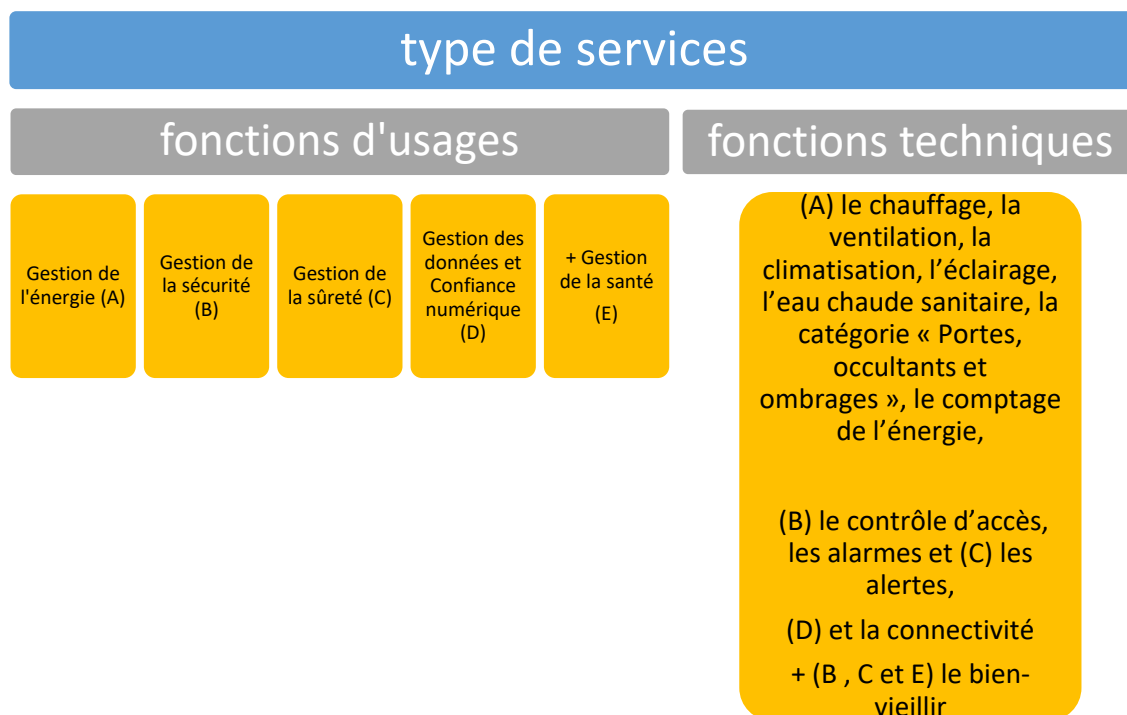 type de services
fonctions d'usages
fonctions techniques
Gestion de
l'énergie (A)
Gestion de
la sécurité
(B)
Gestion de
la sûreté (C)
Gestion des
données et
Confiance
numérique
(D)
+ Gestion
de la santé
(E)
(A) le chauffage, la
ventilation, la
climatisation, l’éclairage,
l’eau chaude sanitaire, la
catégorie « Portes,
occultants et
ombrages », le comptage
de l’énergie,
(B) le contrôle d’accès,
les alarmes et (C) les
alertes,
(D) et la connectivité
+ (B , C et E) le bien-
vieillir